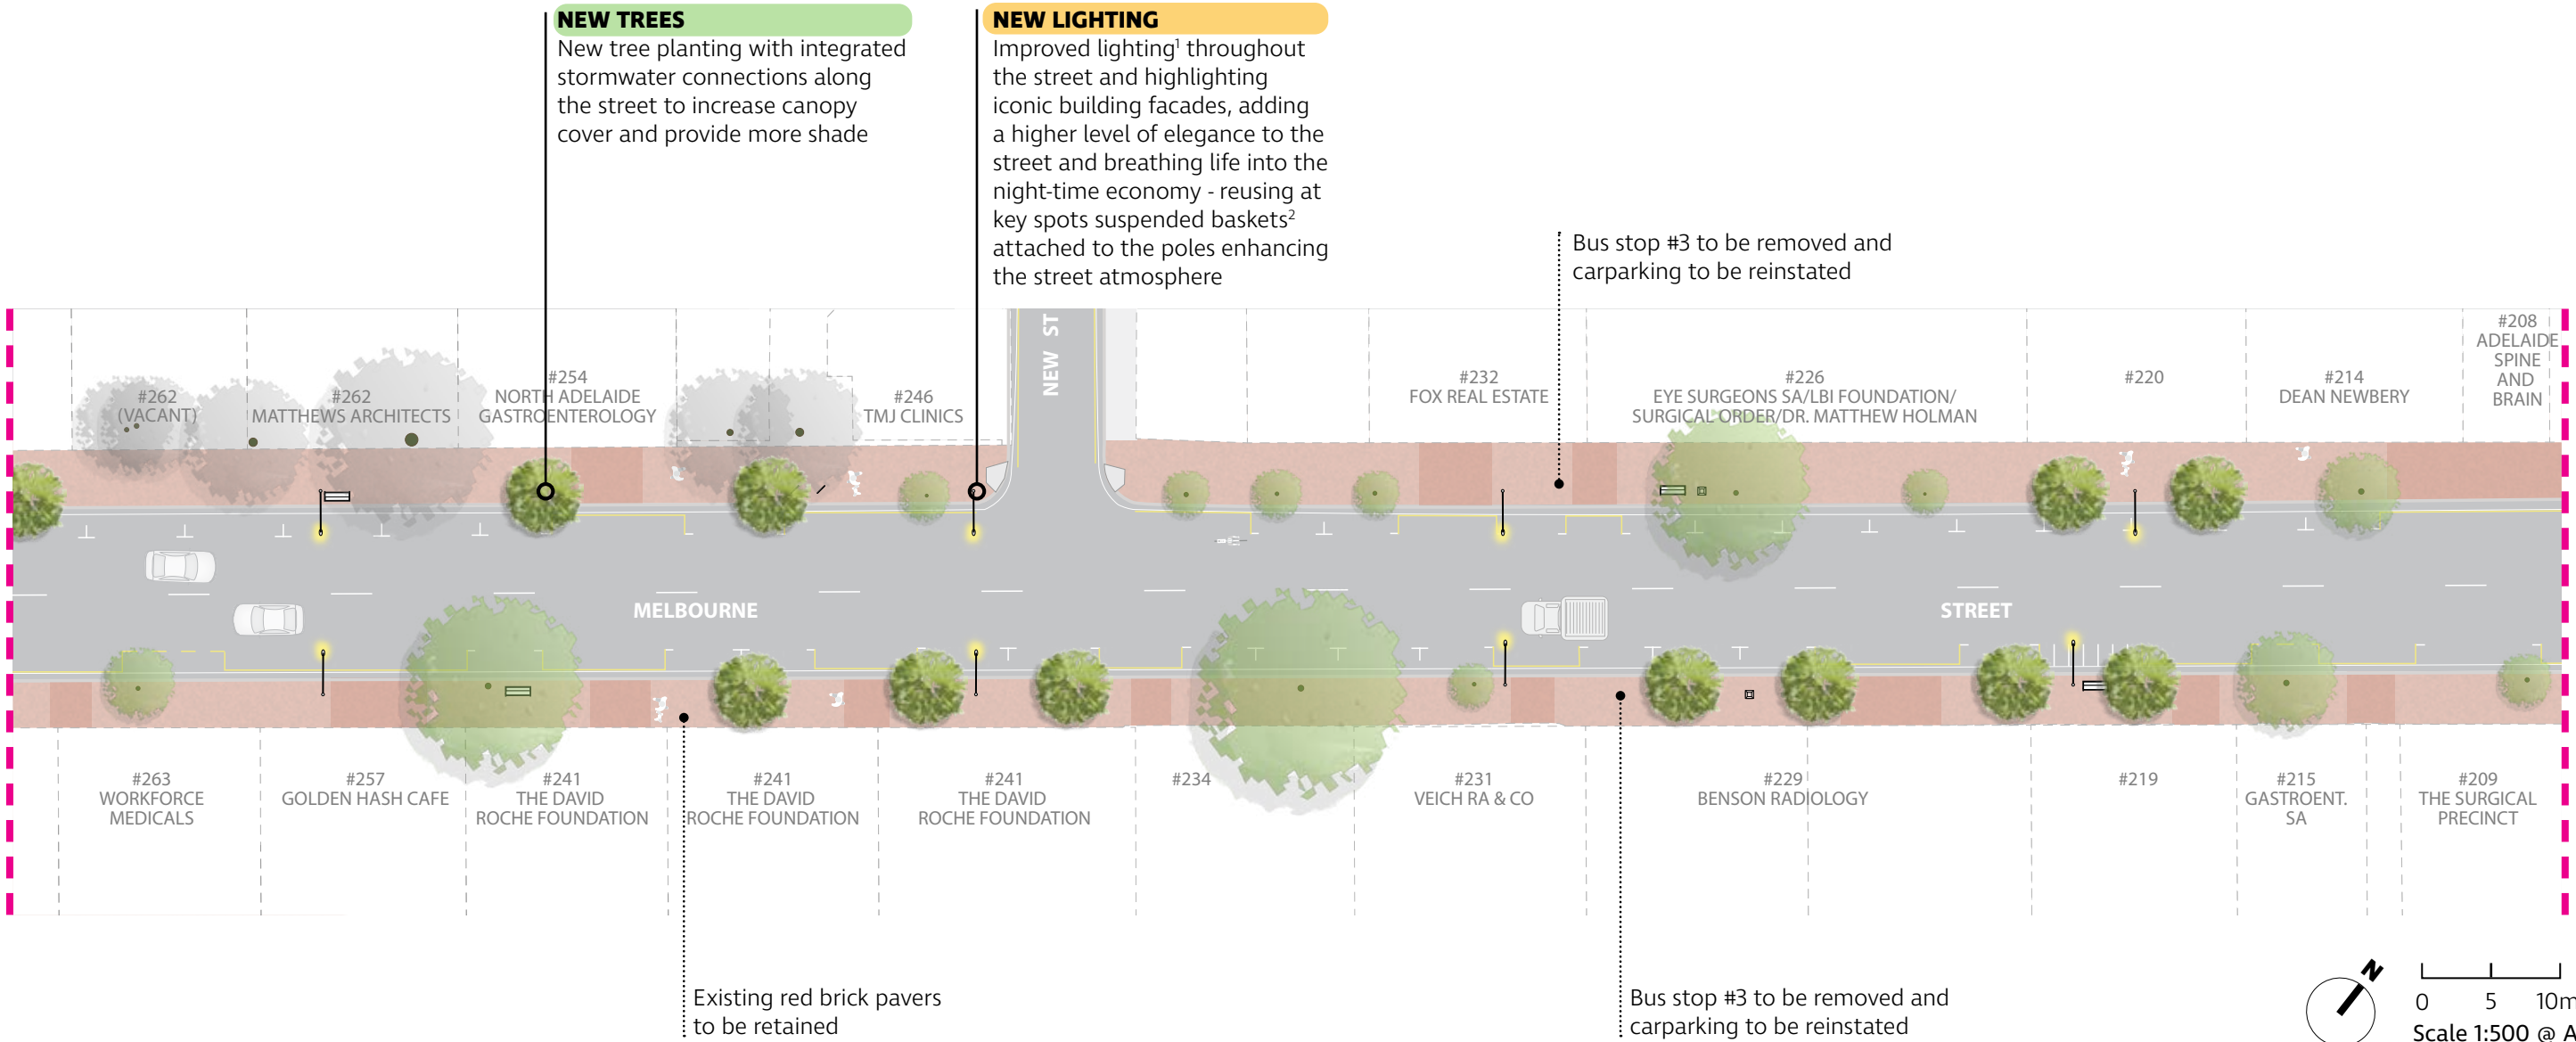 NEW TREES
New tree planting with integrated
stormwater connections along
the street to increase canopy
cover and provide more shade
NEW LIGHTING
Improved lighting¹ throughout
the street and highlighting
iconic building facades, adding
a higher level of elegance to the
street and breathing life into the
night-time economy - reusing at
key spots suspended baskets²
attached to the poles enhancing
the street atmosphere
Bus stop #3 to be removed and
carparking to be reinstated
#262
(VACANT)
#262
MATTHEWS ARCHITECTS
#254
NORTH ADELAIDE
GASTROENTEROLOGY
#246
TMJ CLINICS
NEW ST
#232
FOX REAL ESTATE
#226
EYE SURGEONS SA/LBI FOUNDATION/
SURGICAL ORDER/DR. MATTHEW HOLMAN
#220
#214
DEAN NEWBERY
#208
ADELAIDE
SPINE
AND
BRAIN
MELBOURNE
STREET
#263
WORKFORCE
MEDICALS
#257
GOLDEN HASH CAFE
#241
THE DAVID
ROCHE FOUNDATION
#241
THE DAVID
ROCHE FOUNDATION
#241
THE DAVID
ROCHE FOUNDATION
#234
#231
VEICH RA & CO
#229
BENSON RADIOLOGY
#219
#215
GASTROENT.
SA
#209
THE SURGICAL
PRECINCT
Existing red brick pavers
to be retained
Bus stop #3 to be removed and
carparking to be reinstated
N
0 5 10m
Scale 1:500 @ A